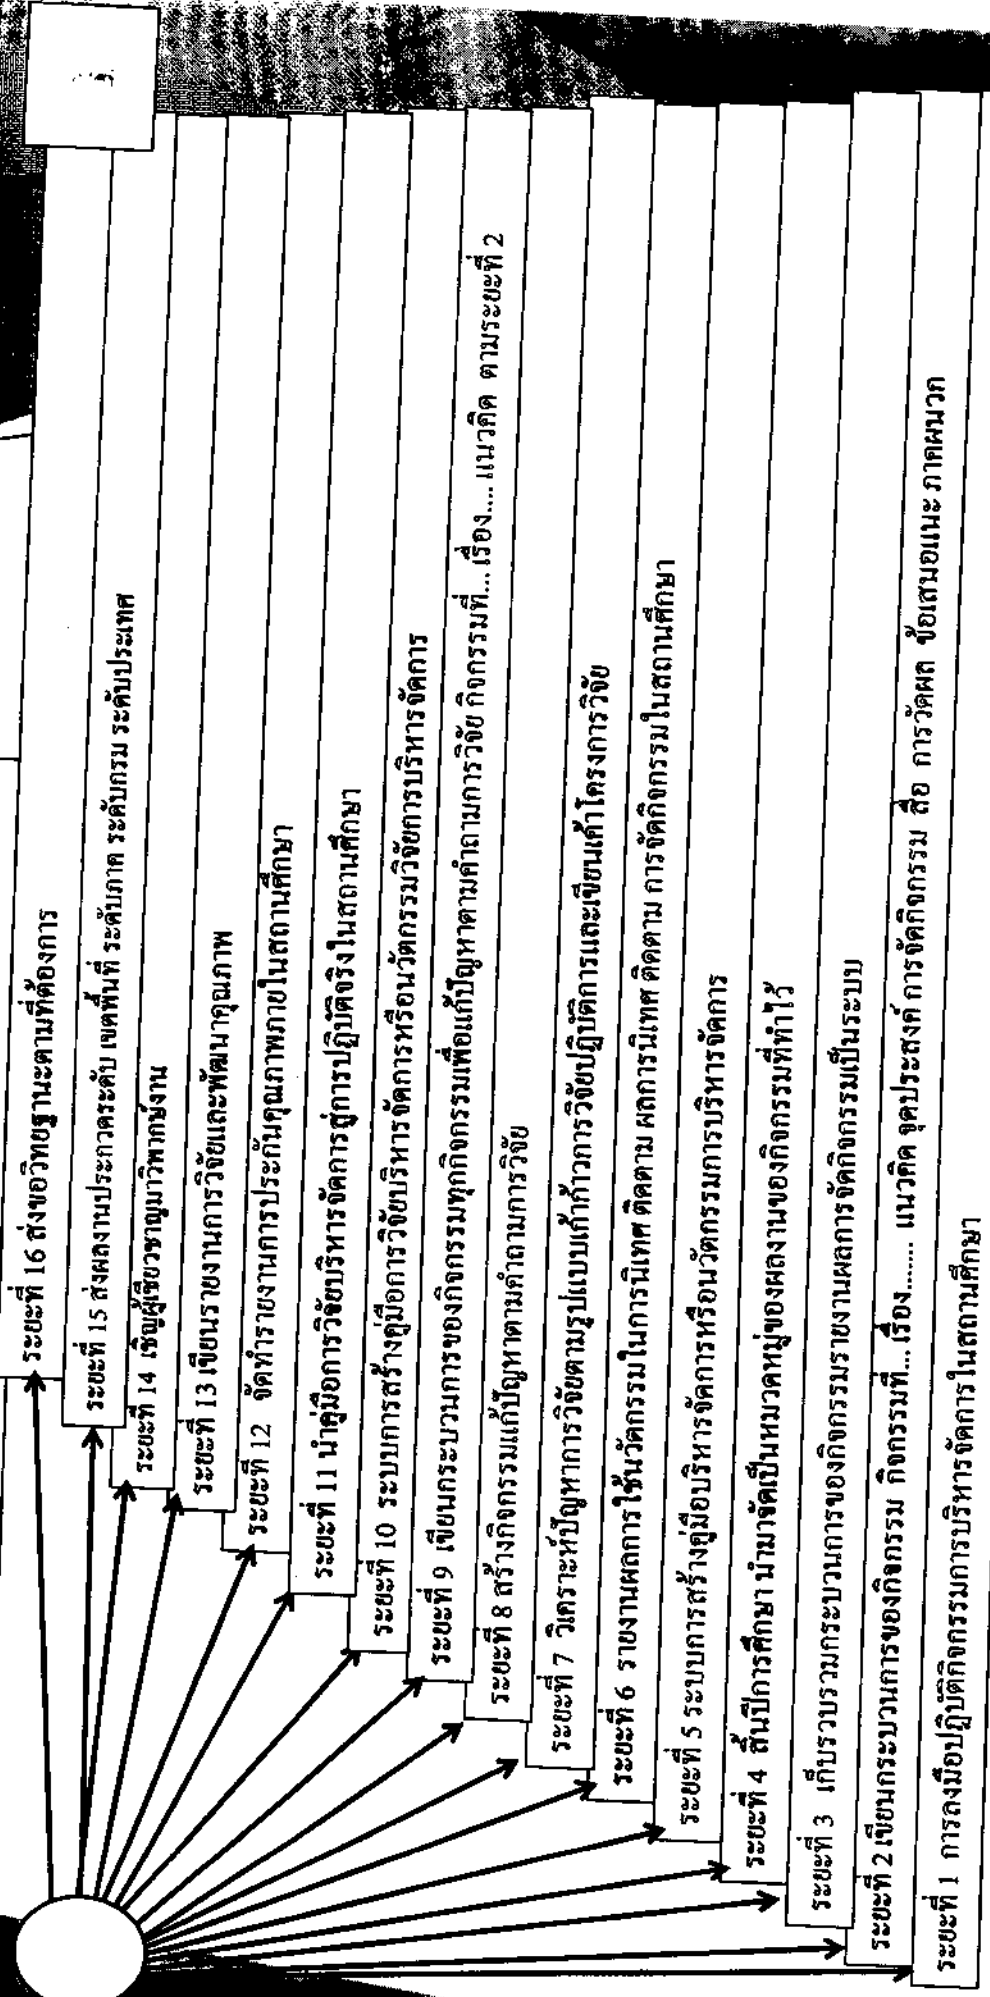 ระยะที่ 16 ส่งขอวิทยฐานะตามที่ต้องการ
ระยะที่ 15 ส่งผลงานประกวดระดับ เขตพื้นที่ ระดับภาค ระดับกรม ระดับประเทศ
ระยะที่ 14 เชิญผู้เชี่ยวชาญมาวิพากษ์งาน
ระยะที่ 13 เขียนรายงานการวิจัยและพัฒนาคุณภาพ
ระยะที่ 12 จัดทำรายงานการประกันคุณภาพภายในสถานศึกษา
ระยะที่ 11 นำคู่มือการวิจัยบริหารจัดการสู่การปฏิบัติจริงในสถานศึกษา
ระยะที่ 10 ระบบการสร้างคู่มือการวิจัยบริหารจัดการหรือนวัตกรรมวิจัยการบริหารจัดการ
ระยะที่ 9 เขียนกระบวนการของกิจกรรมทุกกิจกรรมเพื่อแก้ปัญหาตามคำถามการวิจัย กิจกรรมที่... เรื่อง.... แนวคิด ตามระยะที่ 2
ระยะที่ 8 สร้างกิจกรรมแก้ปัญหาตามคำถามการวิจัย
ระยะที่ 7 วิเคราะห์ปัญหาการวิจัยตามรูปแบบเก้าก้าวการวิจัยปฏิบัติการและเขียนเค้าโครงการวิจัย
ระยะที่ 6 รายงานผลการใช้นวัตกรรมในการนิเทศ ติดตาม ผลการนิเทศ ติดตาม การจัดกิจกรรมในสถานศึกษา
ระยะที่ 5 ระบบการสร้างคู่มือบริหารจัดการหรือนวัตกรรมการบริหารจัดการ
ระยะที่ 4 สิ้นปีการศึกษา นำมาจัดเป็นหมวดหมู่ของผลงานของกิจกรรมที่ทำไว้
ระยะที่ 3 เก็บรวบรวมกระบวนการของกิจกรรมรายงานผลการจัดกิจกรรมเป็นระบบ
ระยะที่ 2 เขียนกระบวนการของกิจกรรม กิจกรรมที่... เรื่อง....... แนวคิด จุดประสงค์ การจัดกิจกรรม สื่อ การวัดผล ข้อเสนอแนะ ภาคผนวก
ระยะที่ 1 การลงมือปฏิบัติกิจกรรมการบริหารจัดการในสถานศึกษา